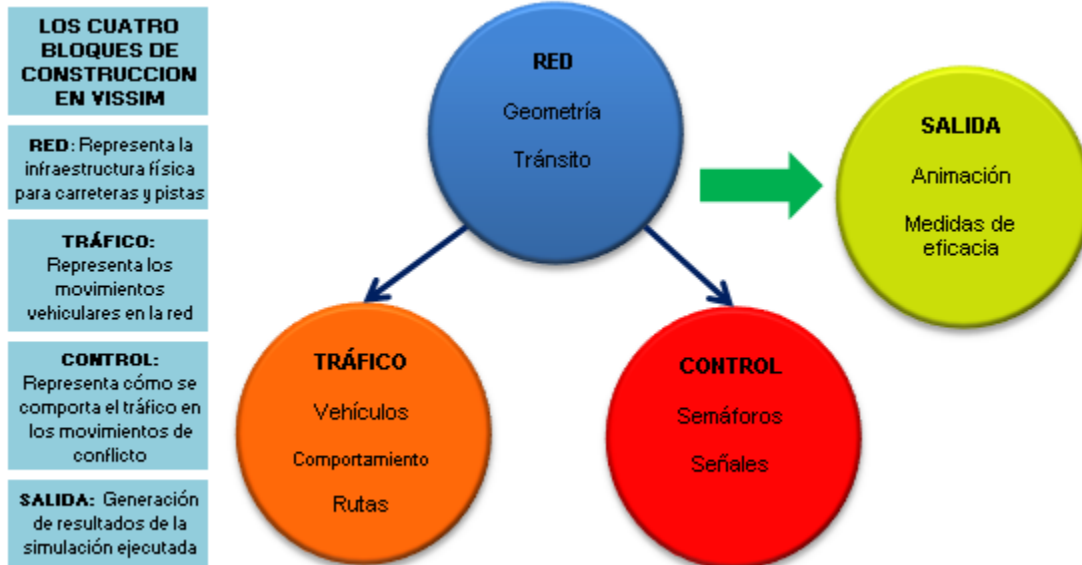 LOS CUATRO
BLOQUES DE
CONSTRUCCION
EN VISSIM
RED: Representa la
infraestructura física
para carreteras y pistas
TRÁFICO:
Representa los
movimientos
vehiculares en la red
CONTROL:
Representa cómo se
comporta el tráfico en
los movimientos de
conflicto
SALIDA: Generación
de resultados de la
simulación ejecutada
RED
Geometría
Tránsito
SALIDA
Animación
Medidas de
eficacia
TRÁFICO
Vehículos
Comportamiento
Rutas
CONTROL
Semáforos
Señales